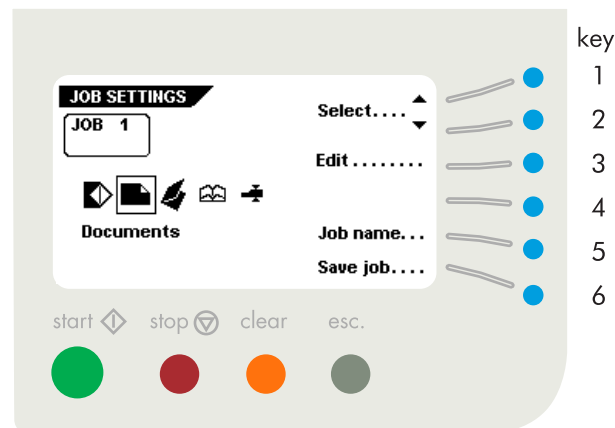 key
JOB SETTINGS
JOB 1
Select....
Edit........
Documents
Job name...
Save job....
1
2
3
4
5
6
start stop clear esc.